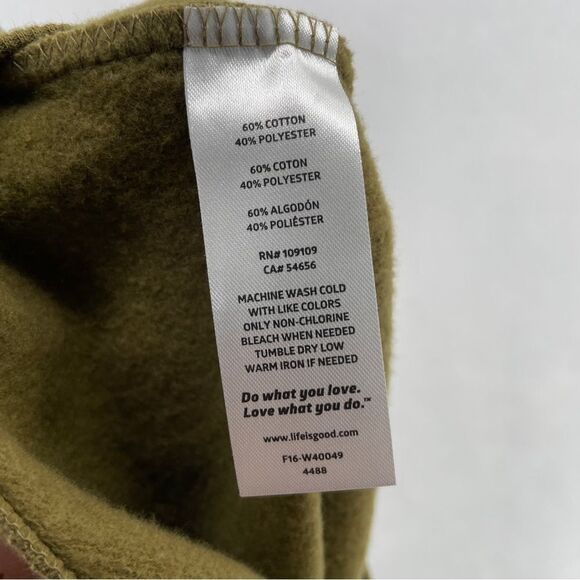 60% COTTON
40% POLYESTER
60% COTON
40% POLYESTER
60% ALGODÓN
40% POLIÉSTER
RN# 109109
CA# 54656
MACHINE WASH COLD
WITH LIKE COLORS
ONLY NON-CHLORINE
BLEACH WHEN NEEDED
TUMBLE DRY LOW
WARM IRON IF NEEDED
Do what you love.
Love what you do.™
www.lifeisgood.com
F16-W40049
4488